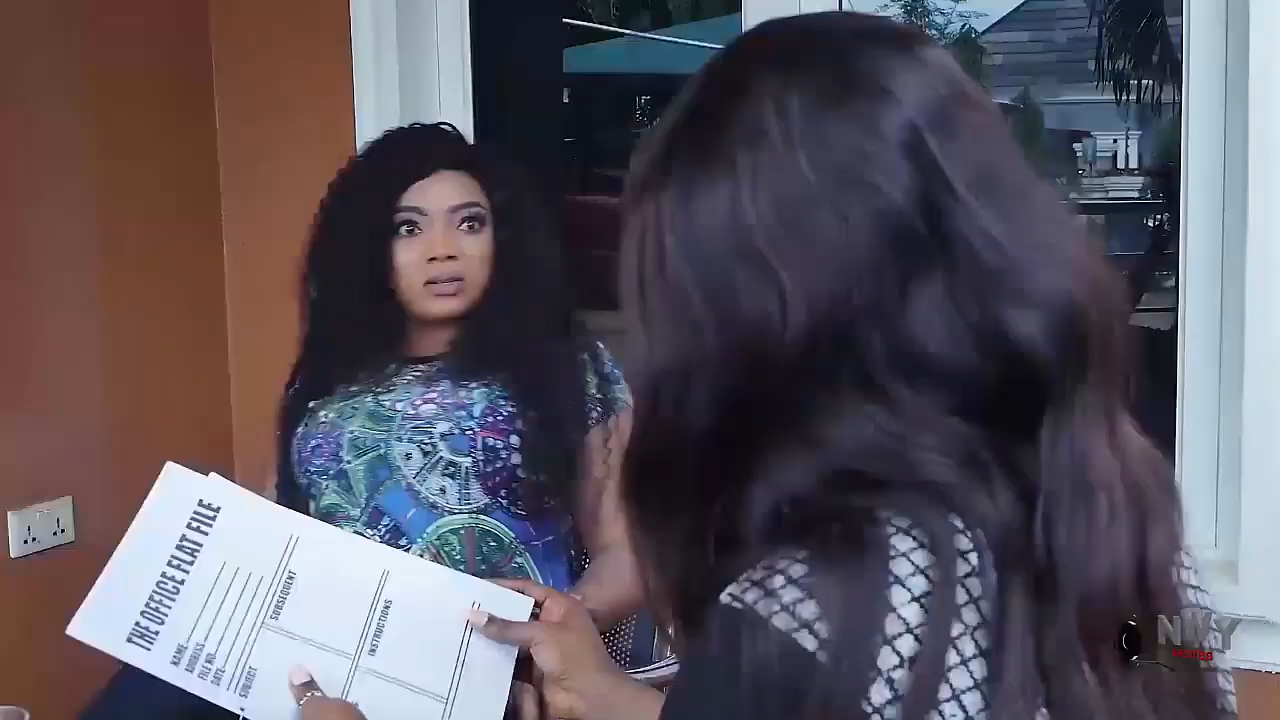 THE OFFICE FLAT FILE
NAME
ADDRESS
FILE NO.
DATE
SUBJECT
SUBSEQUENT
INSTRUCTIONS
NKY